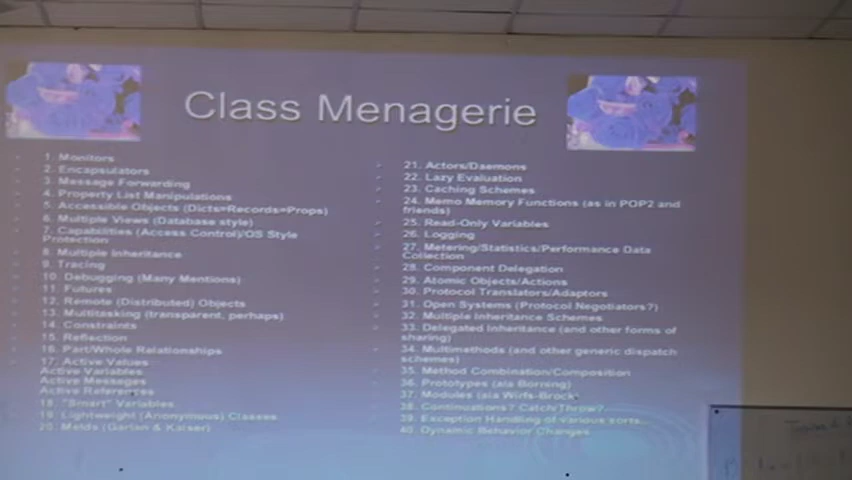 Class Menagerie
1. Monitors
2. Encapsulators
3. Message Forwarding
4. Property List Manipulations
5. Accessible Objects (Dicts=Records=Props)
6. Multiple Views (Database style)
7. Capabilities (Access Control)/OS Style
Protection
8. Multiple Inheritance
9. Tracing
10. Debugging (Many Mentions)
11. Futures
12. Remote (Distributed) Objects
13. Multitasking (transparent, perhaps)
14. Constraints
15. Reflection
16. Part/Whole Relationships
17. Active Values
Active Variables
Active Messages
Active References
18. "Smart" Variables
19. Lightweight (Anonymous) Classes
20. Melds (Garlan & Kaiser)
21. Actors/Daemons
22. Lazy Evaluation
23. Caching Schemes
24. Memo Memory Functions (as in POP2 and
friends)
25. Read-Only Variables
26. Logging
27. Metering/Statistics/Performance Data
Collection
28. Component Delegation
29. Atomic Objects/Actions
30. Protocol Translators/Adaptors
31. Open Systems (Protocol Negotiators?)
32. Multiple Inheritance Schemes
33. Delegated Inheritance (and other forms of
sharing)
34. Multimethods (and other generic dispatch
schemes)
35. Method Combination/Composition
36. Prototypes (ala Borning)
37. Modules (ala Wirfs-Brock)
38. Continuations? Catch/Throw?
39. Exception Handling of various sorts...
40. Dynamic Behavior Changes